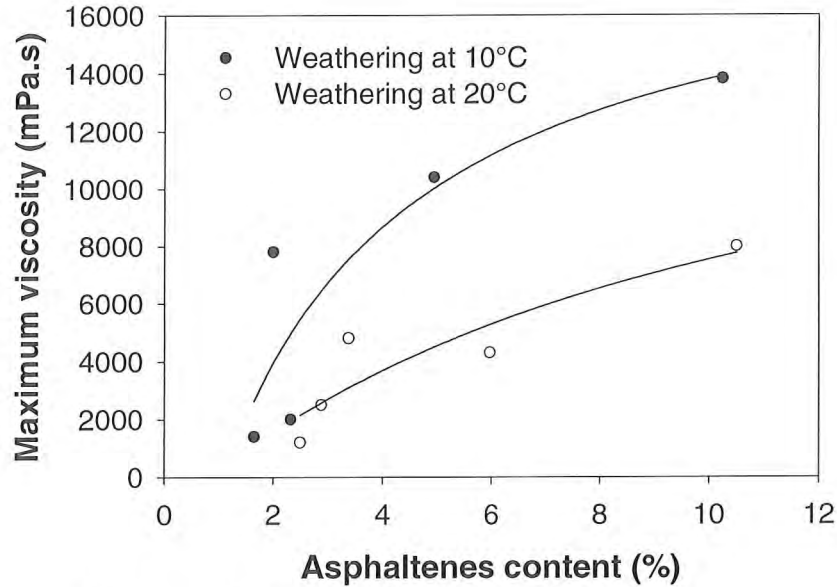 16000
14000
12000
10000
8000
6000
4000
2000
0
Maximum viscosity (mPa.s)
Weathering at 10°C
Weathering at 20°C
0 2 4 6 8 10 12
Asphaltenes content (%)